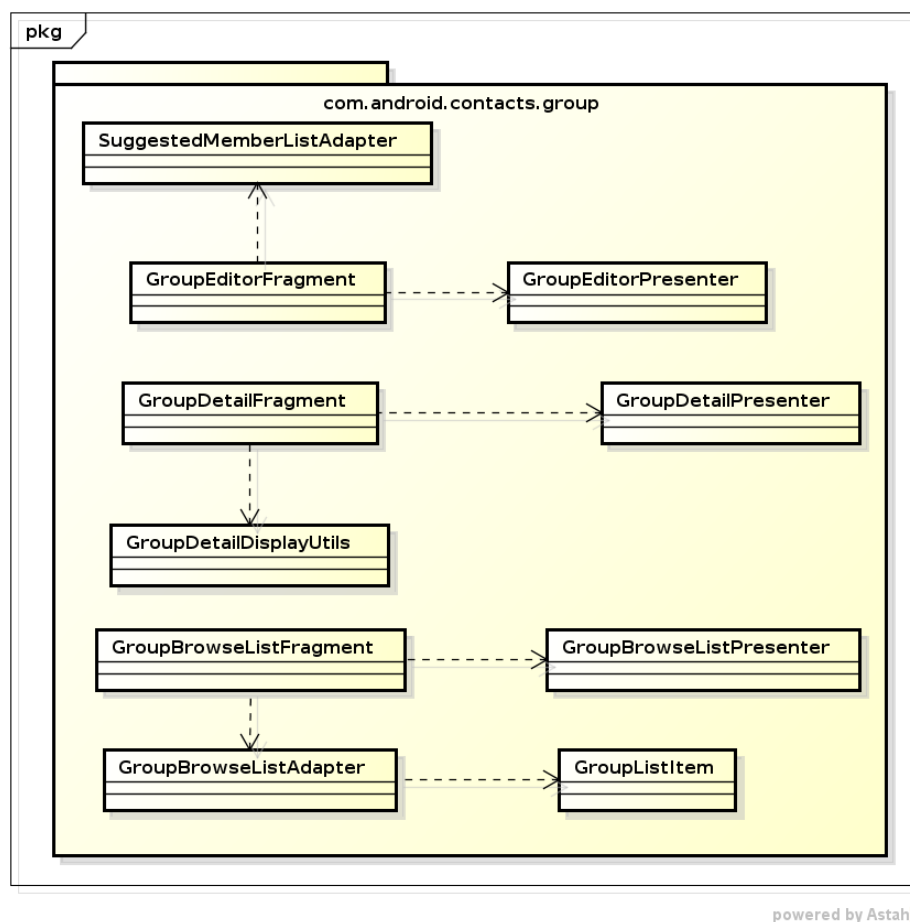 pkg
com.android.contacts.group
SuggestedMemberListAdapter
GroupEditorFragment
GroupEditorPresenter
GroupDetailFragment
GroupDetailPresenter
GroupDetailDisplayUtils
GroupBrowseListFragment
GroupBrowseListPresenter
GroupBrowseListAdapter
GroupListItem
powered by Astah